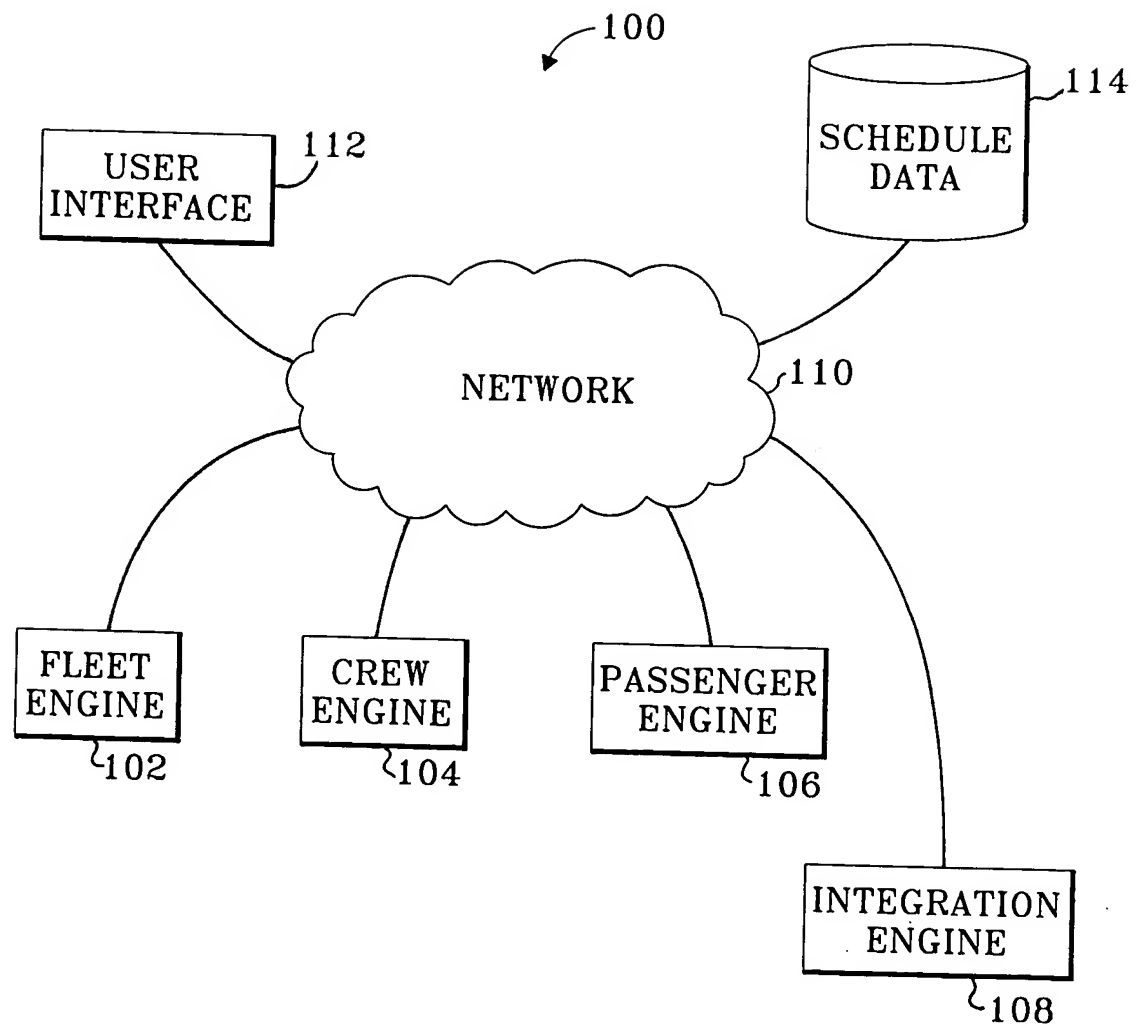 100
114
SCHEDULE
DATA
112
USER
INTERFACE
NETWORK
110
FLEET
ENGINE
102
CREW
ENGINE
104
PASSENGER
ENGINE
106
INTEGRATION
ENGINE
108